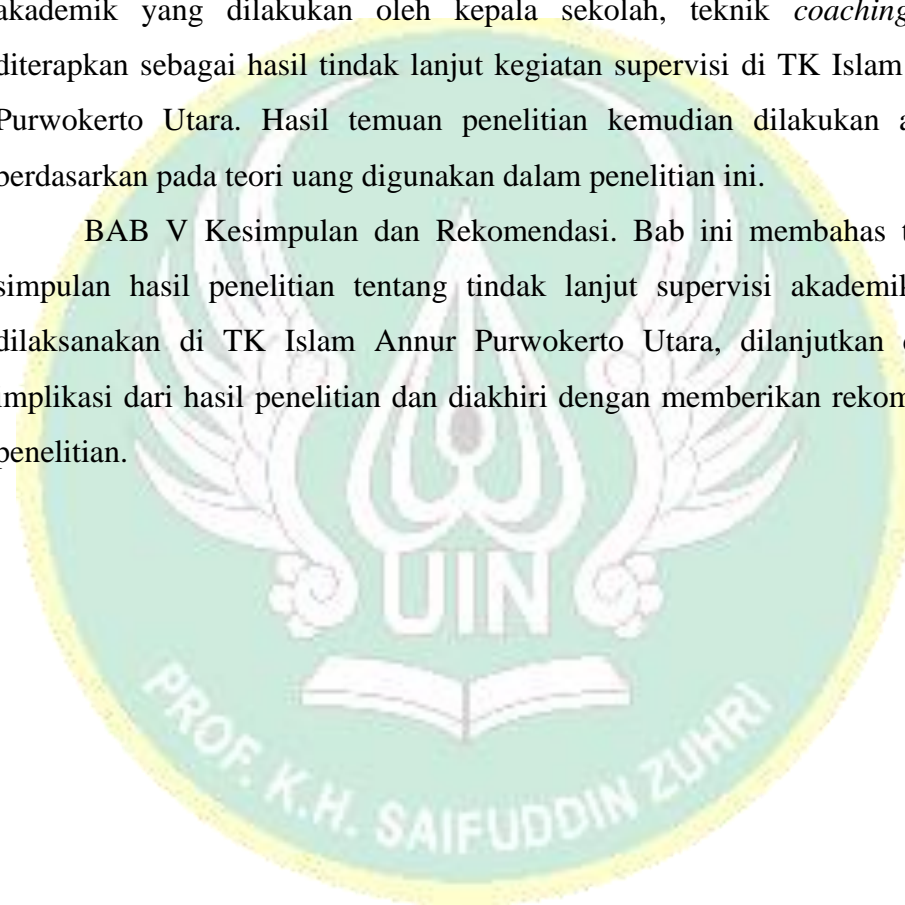 akademik yang dilakukan oleh kepala sekolah, teknik coaching
diterapkan sebagai hasil tindak lanjut kegiatan supervisi di TK Islam
Purwokerto Utara. Hasil temuan penelitian kemudian dilakukan a
berdasarkan pada teori uang digunakan dalam penelitian ini.
BAB V Kesimpulan dan Rekomendasi. Bab ini membahas t
simpulan hasil penelitian tentang tindak lanjut supervisi akademik
dilaksanakan di TK Islam Annur Purwokerto Utara, dilanjutkan
implikasi dari hasil penelitian dan diakhiri dengan memberikan rekom
penelitian.
UIN
PROF. K.H. SAIFUDDIN ZUHRI